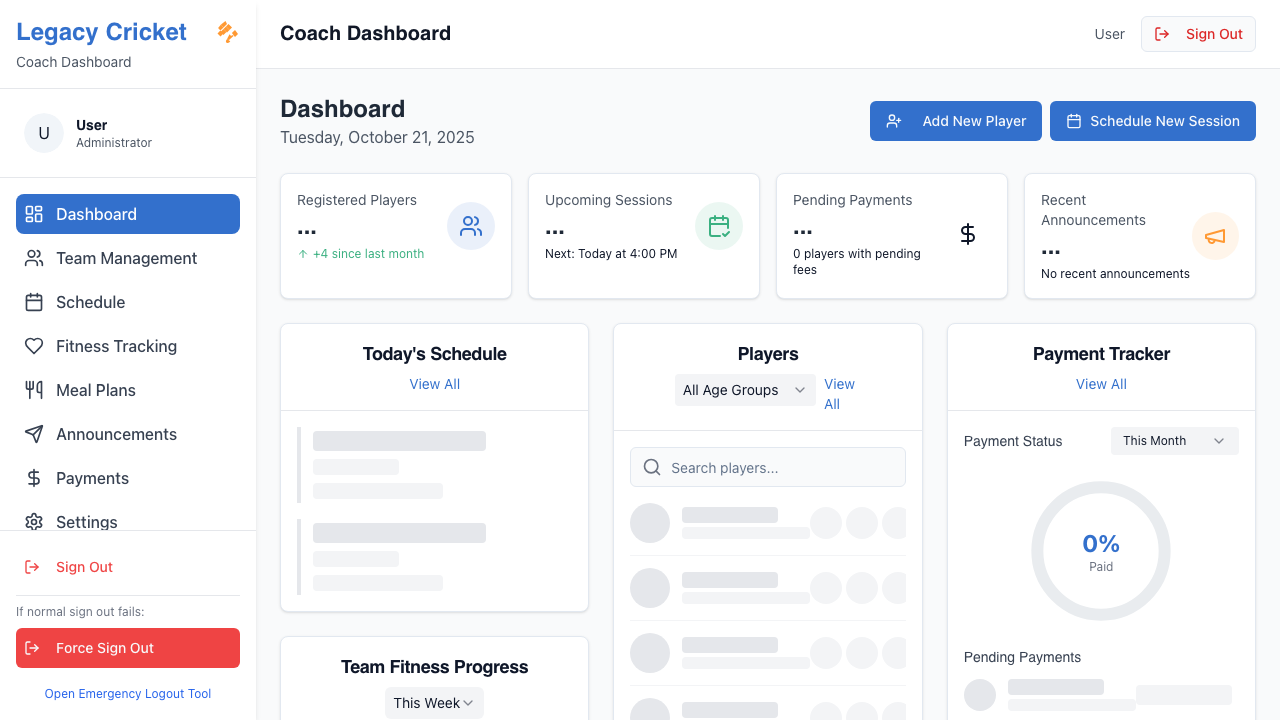 Legacy Cricket
Coach Dashboard
U
User
Administrator
Dashboard
Team Management
Schedule
Fitness Tracking
Meal Plans
Announcements
Payments
Settings
Sign Out
If normal sign out fails:
Force Sign Out
Open Emergency Logout Tool
Coach Dashboard
User
Sign Out
Dashboard
Tuesday, October 21, 2025
Add New Player
Schedule New Session
Registered Players
...
+4 since last month
Upcoming Sessions
...
Next: Today at 4:00 PM
Pending Payments
...
0 players with pending
fees
Recent
Announcements
...
No recent announcements
Today's Schedule
View All
Team Fitness Progress
This Week
Players
All Age Groups
View
All
Search players...
Payment Tracker
View All
Payment Status
This Month
0%
Paid
Pending Payments